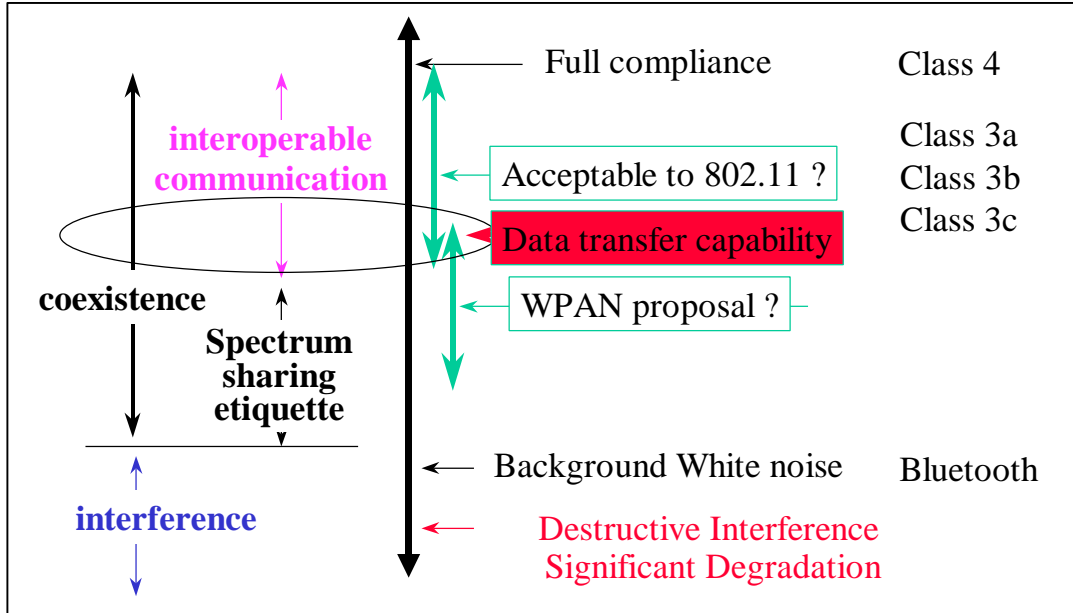 Full compliance
Class 4
interoperable
communication
Class 3a
Acceptable to 802.11 ?
Class 3b
Class 3c
Data transfer capability
coexistence
WPAN proposal ?
Spectrum
sharing
etiquette
Background White noise
Bluetooth
interference
Destructive Interference
Significant Degradation